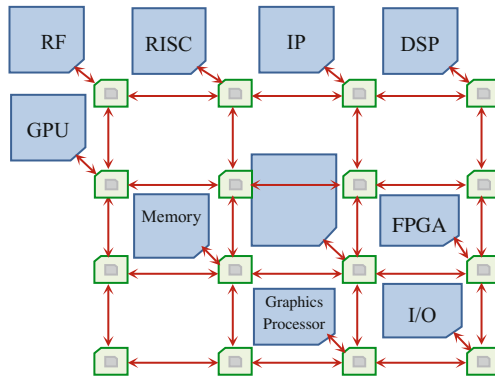 RF
RISC
IP
DSP
GPU
Memory
FPGA
Graphics
Processor
I/O